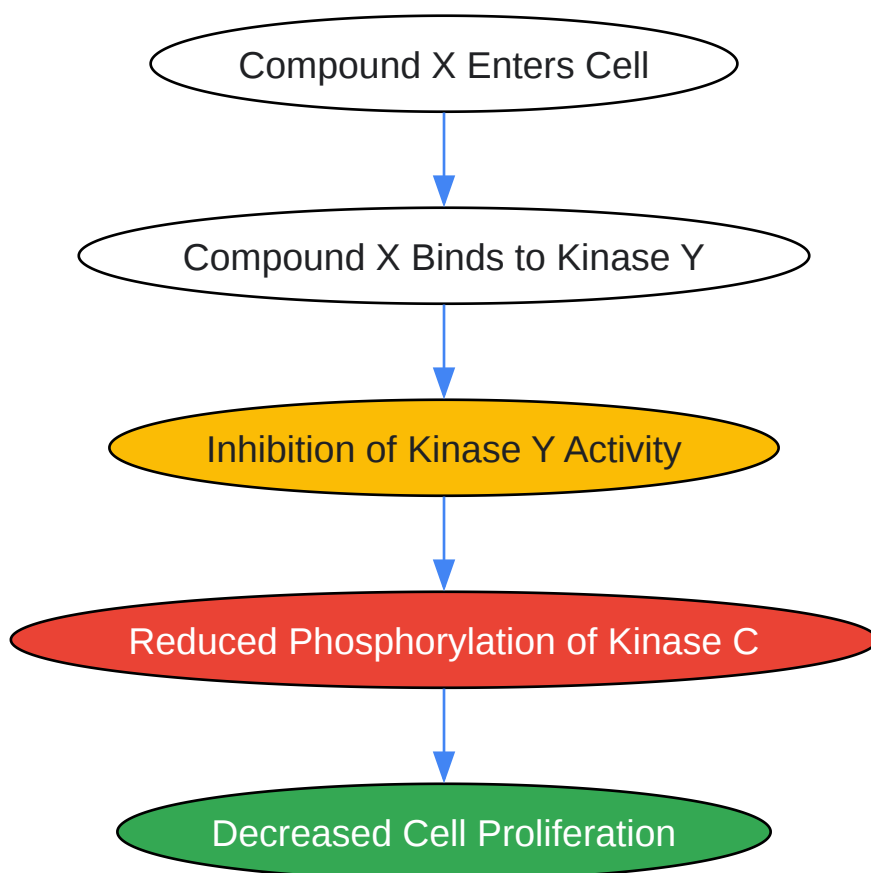 Compound X Enters Cell
Compound X Binds to Kinase Y
Inhibition of Kinase Y Activity
Reduced Phosphorylation of Kinase C
Decreased Cell Proliferation